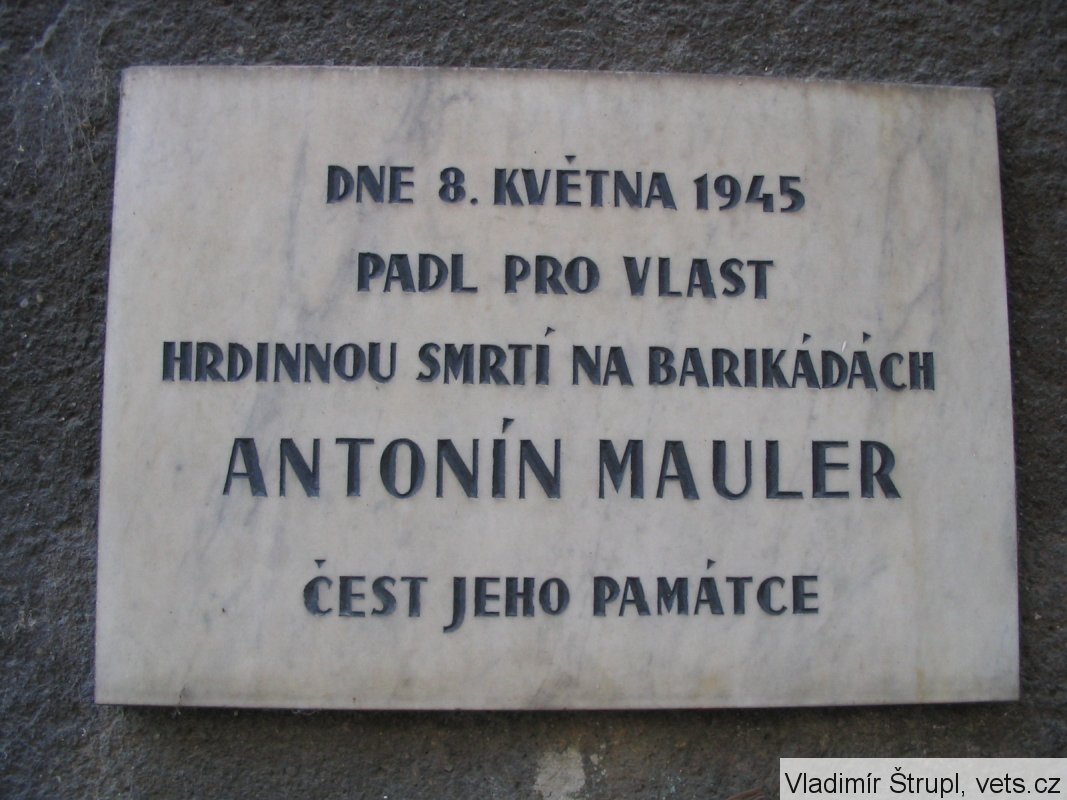 DNE 8. KVĚTNA 1945
PADL PRO VLAST
HRDINNOU SMRTÍ NA BARIKÁDÁCH
ANTONÍN MAULER
ČEST JEHO PAMÁTCE
Vladimír Štrupl, vets.cz